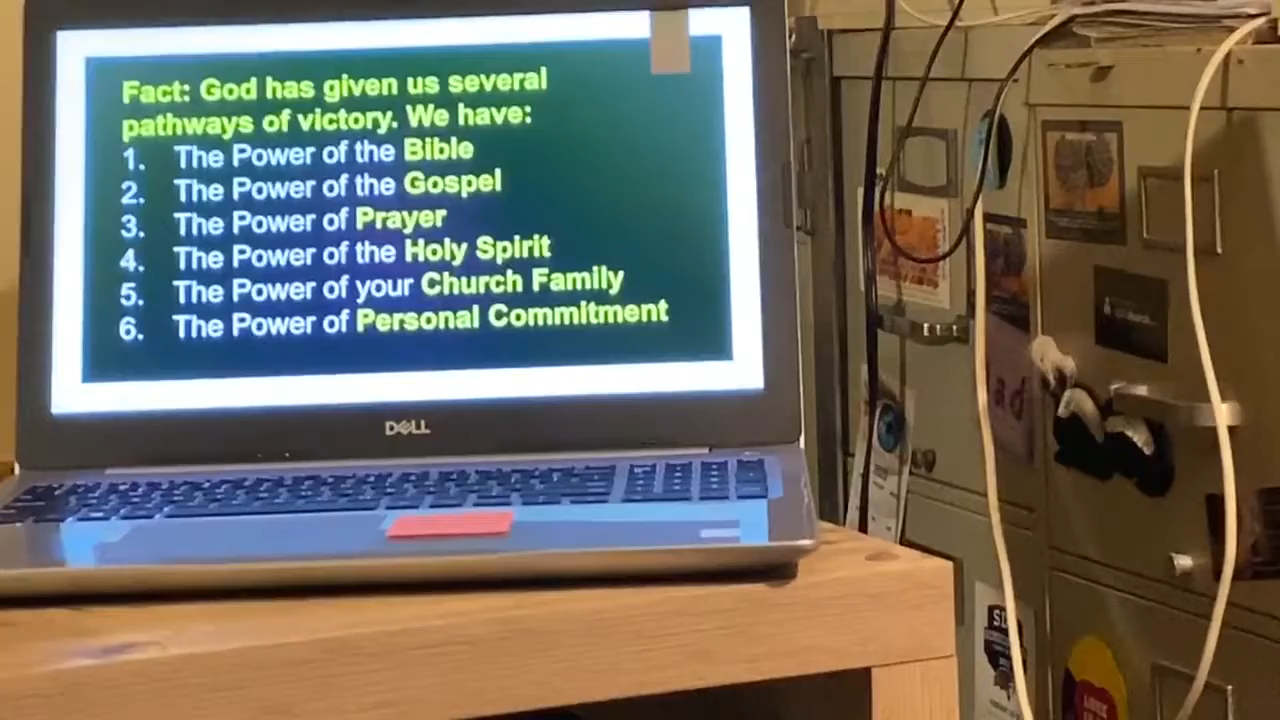 Fact: God has given us several
pathways of victory. We have:
1. The Power of the Bible
2. The Power of the Gospel
3. The Power of Prayer
4. The Power of the Holy Spirit
5. The Power of your Church Family
6. The Power of Personal Commitment
DELL
ad